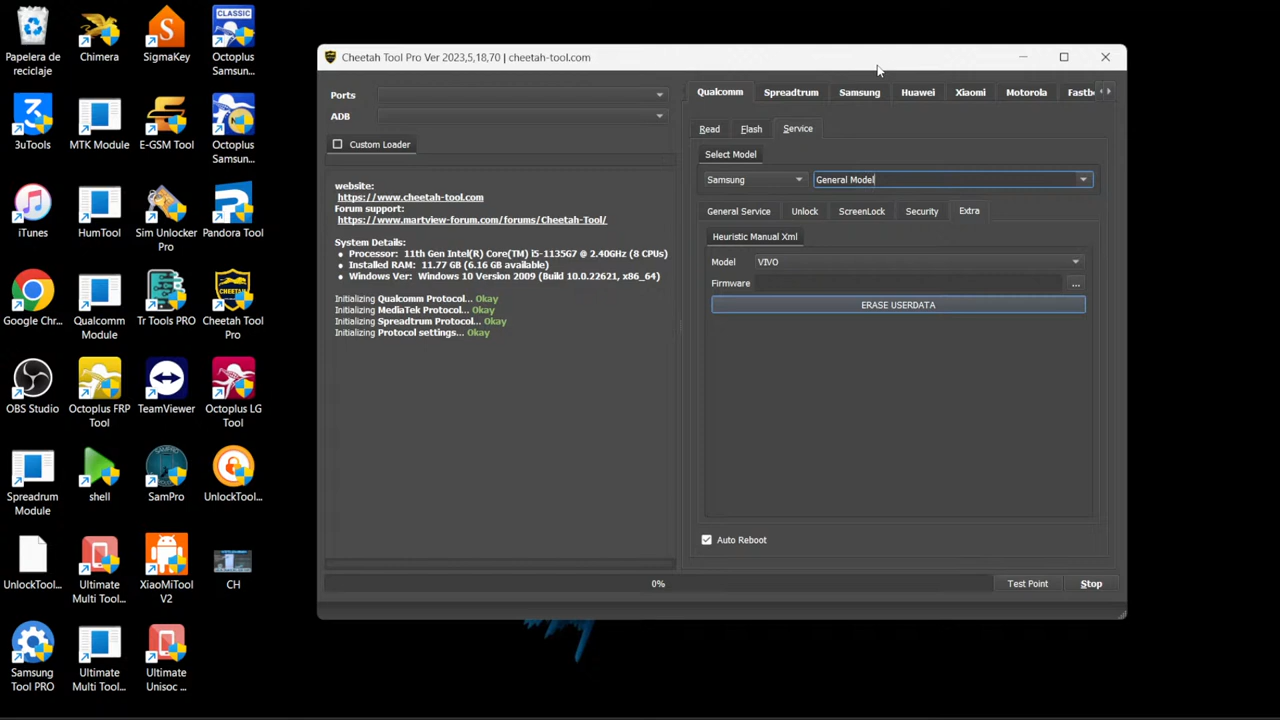 Papelera de
reciclaje
Chimera
SigmaKey
CLASSIC
Octoplus
Samsun...
3uTools
MTK Module
E-GSM Tool
Octoplus
Samsun...
iTunes
HumTool
Sim Unlocker
Pro
Pandora Tool
Google Chr...
Qualcomm
Module
Tr Tools PRO
CHEETAH
Cheetah Tool
Pro
OBS Studio
Octoplus FRP
Tool
TeamViewer
Octoplus LG
Tool
Spreadrum
Module
shell
SamPro
UnlockTool...
UnlockTool...
Ultimate
Multi Tool...
XiaoMiTool
V2
CH
Samsung
Tool PRO
Ultimate
Multi Tool...
Ultimate
Unisoc ...
Cheetah Tool Pro Ver 2023,5,18,70 | cheetah-tool.com
Ports
ADB
Custom Loader
website:
https://www.cheetah-tool.com
Forum support:
https://www.martview-forum.com/forums/Cheetah-Tool/
System Details:
• Processor: 11th Gen Intel(R) Core(TM) i5-1135G7 @ 2.40GHz (8 CPUs)
• Installed RAM: 11.77 GB (6.16 GB available)
• Windows Ver: Windows 10 Version 2009 (Build 10.0.22621, x86_64)
Initializing Qualcomm Protocol... Okay
Initializing MediaTek Protocol... Okay
Initializing Spreadtrum Protocol... Okay
Initializing Protocol settings... Okay
Qualcomm Spreadtrum Samsung Huawei Xiaomi Motorola Fastb
Read Flash Service
Select Model
Samsung General Model
General Service Unlock ScreenLock Security Extra
Heuristic Manual Xml
Model VIVO
Firmware ...
ERASE USERDATA
Auto Reboot
0% Test Point Stop